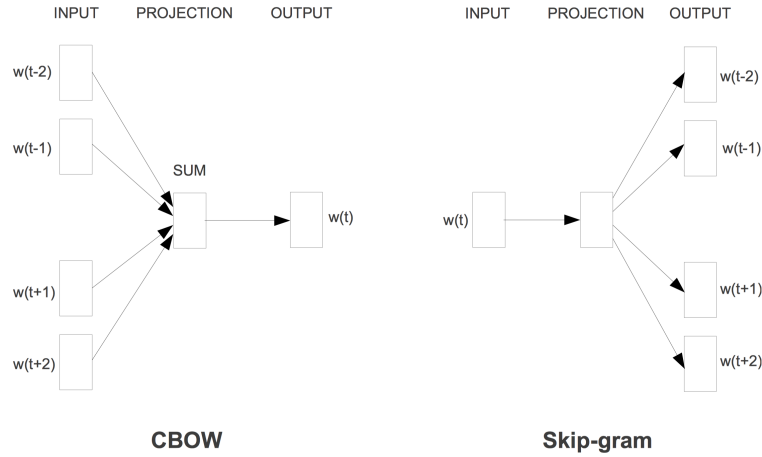 INPUT PROJECTION OUTPUT
w(t-2)
w(t-1)
SUM
w(t)
w(t+1)
w(t+2)
CBOW
INPUT PROJECTION OUTPUT
w(t-2)
w(t-1)
w(t)
w(t+1)
w(t+2)
Skip-gram